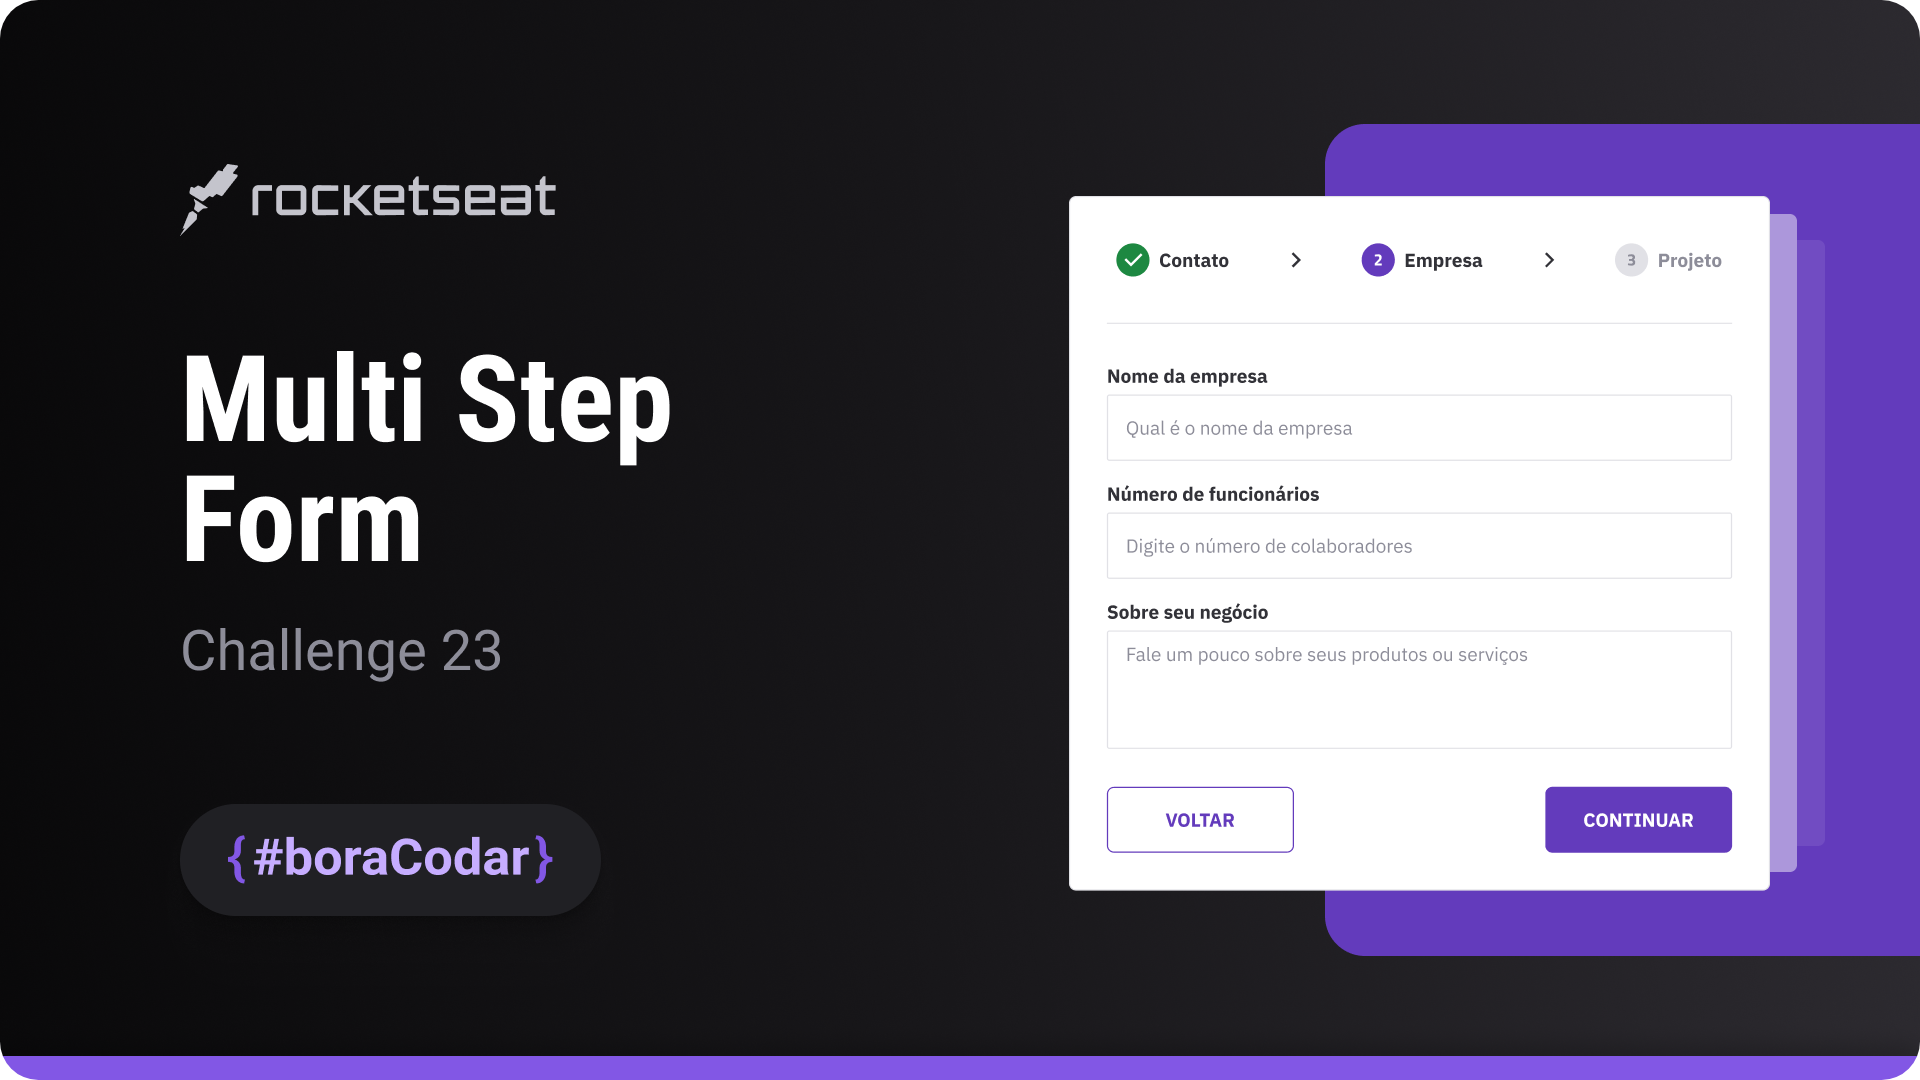 rocketseat
Multi Step
Form
Challenge 23
{#boraCodar}
Contato
2 Empresa
3 Projeto
Nome da empresa
Qual é o nome da empresa
Número de funcionários
Digite o número de colaboradores
Sobre seu negócio
Fale um pouco sobre seus produtos ou serviços
VOLTAR
CONTINUAR